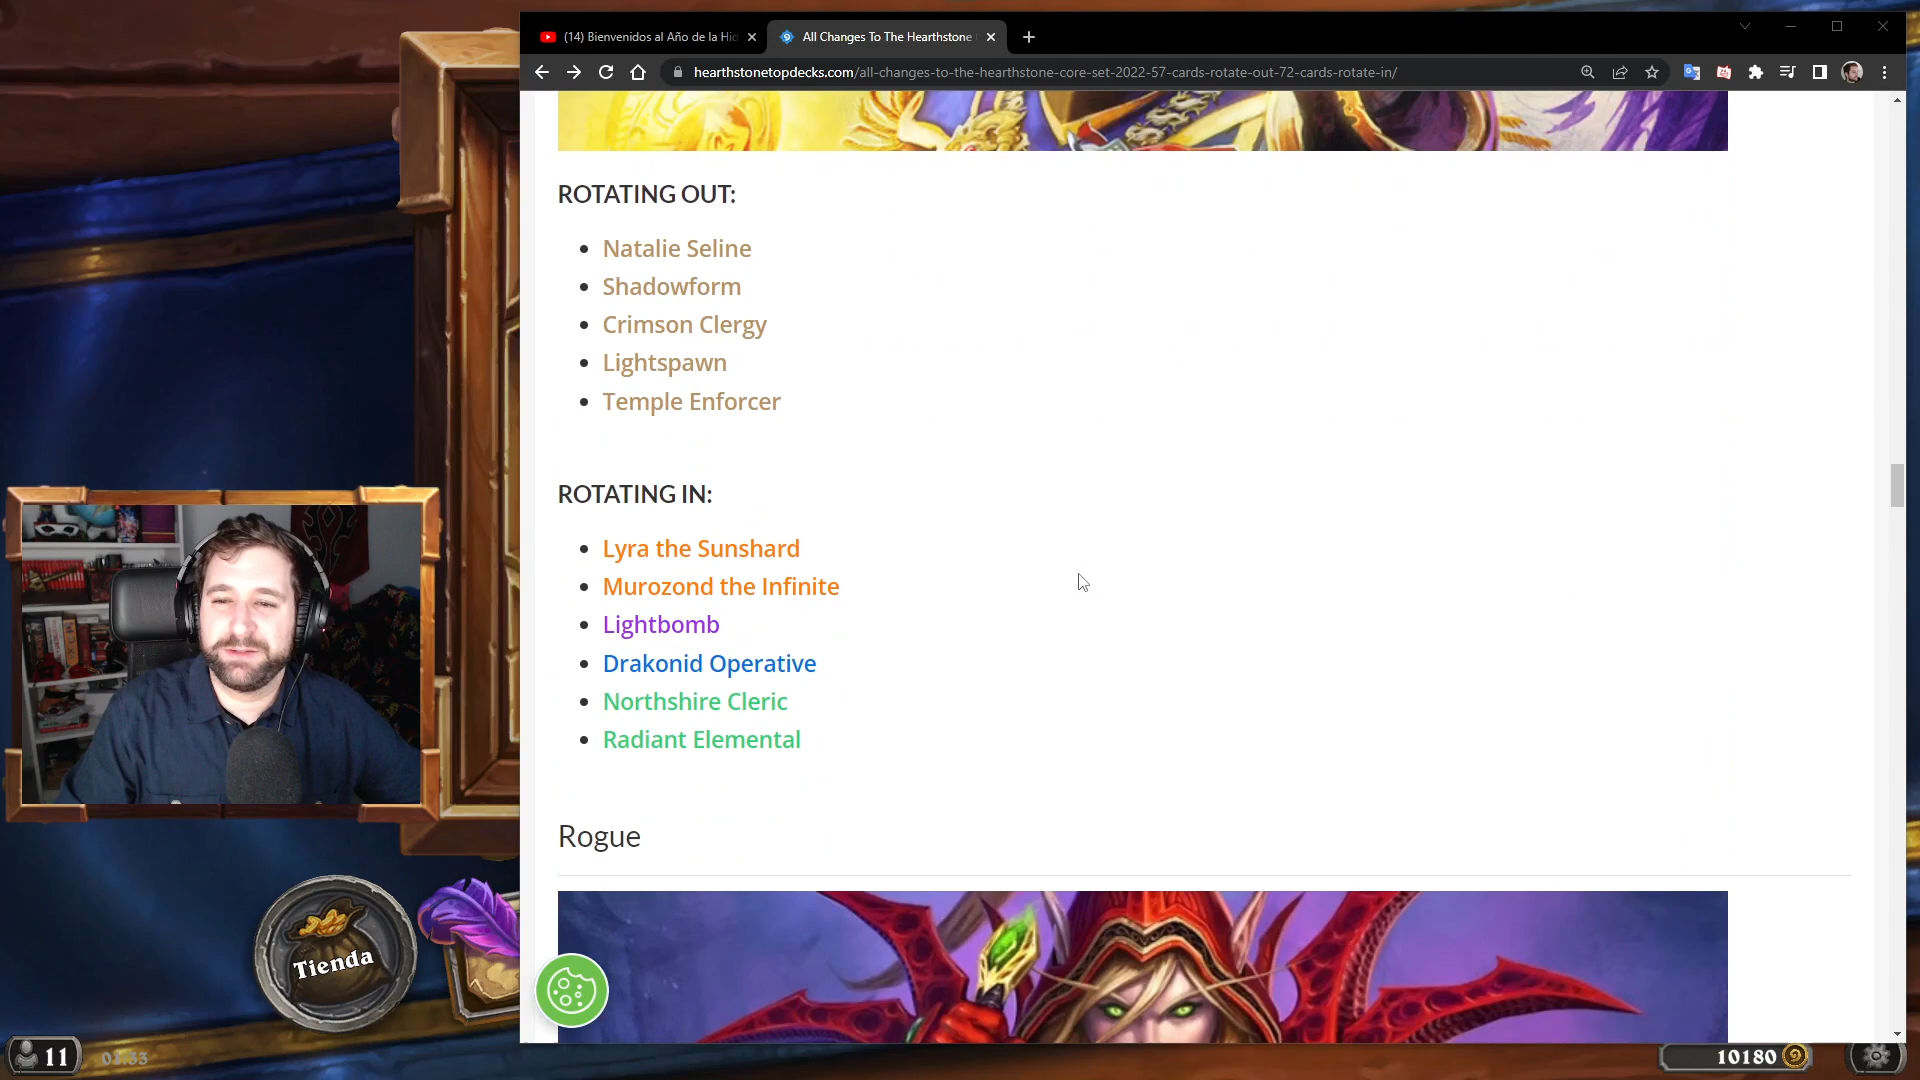 (14) Bienvenidos al Año de la Hid
All Changes To The Hearthstone
hearthstonetopdecks.com/all-changes-to-the-hearthstone-core-set-2022-57-cards-rotate-out-72-cards-rotate-in/
ROTATING OUT:
Natalie Seline
Shadowform
Crimson Clergy
Lightspawn
Temple Enforcer
ROTATING IN:
Lyra the Sunshard
Murozond the Infinite
Lightbomb
Drakonid Operative
Northshire Cleric
Radiant Elemental
Rogue
Tienda
11
10180